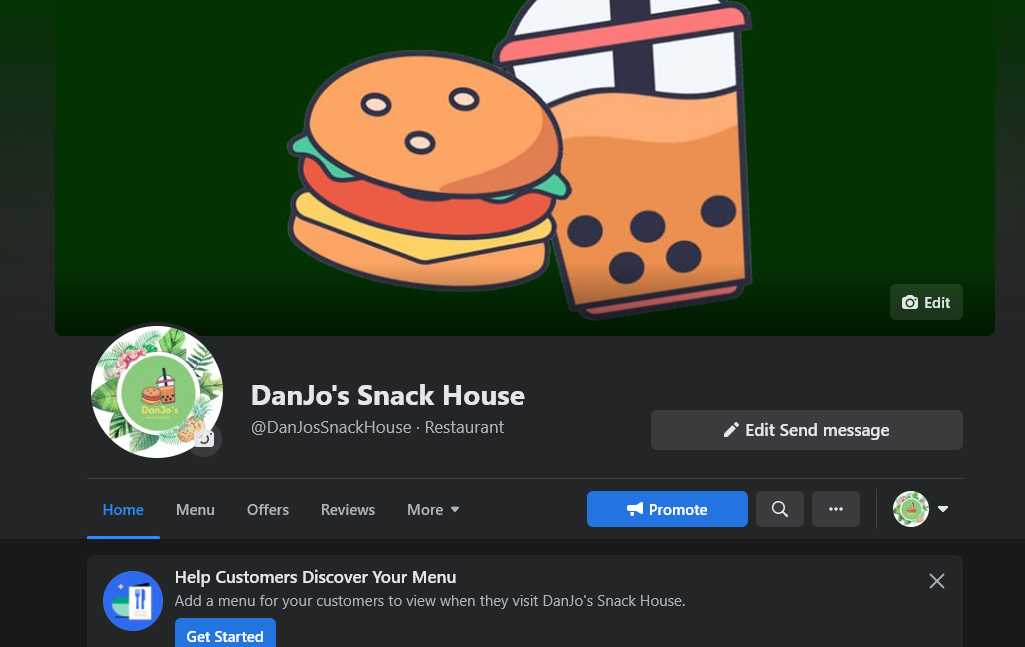 Edit
DanJo's
DanJo's Snack House
@DanJosSnackHouse · Restaurant
Edit Send message
Home
Menu
Offers
Reviews
More
Promote
Help Customers Discover Your Menu
Add a menu for your customers to view when they visit DanJo's Snack House.
Get Started